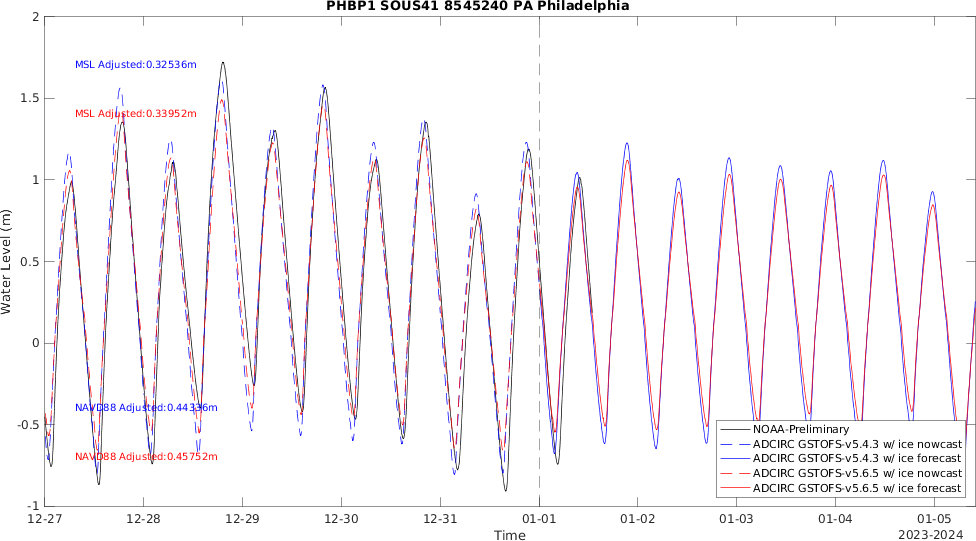 PHBP1 SOUS41 8545240 PA Philadelphia
2
1.5
1
0.5
0
-0.5
-1
Water Level (m)
MSL Adjusted:0.32536m
MSL Adjusted:0.33952m
NAVD88 Adjusted:0.44336m
NAVD88 Adjusted:0.45752m
NOAA-Preliminary
ADCIRC GSTOFS-v5.4.3 w/ ice nowcast
ADCIRC GSTOFS-v5.4.3 w/ ice forecast
ADCIRC GSTOFS-v5.6.5 w/ ice nowcast
ADCIRC GSTOFS-v5.6.5 w/ ice forecast
12-27 12-28 12-29 12-30 12-31 01-01 01-02 01-03 01-04 01-05
2023-2024
Time